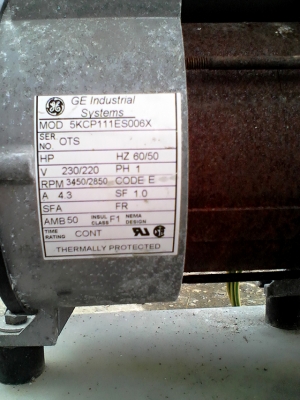 GE Industrial
Systems
MOD 5KCP111ES006X
SER NO. OTS
HP HZ 60/50
V 230/220 PH 1
RPM 3450/2850 CODE E
A 4.3 SF 1.0
SFA FR
AMB 50 INSUL CLASS F1 NEMA DESIGN
TIME RATING CONT
THERMALLY PROTECTED